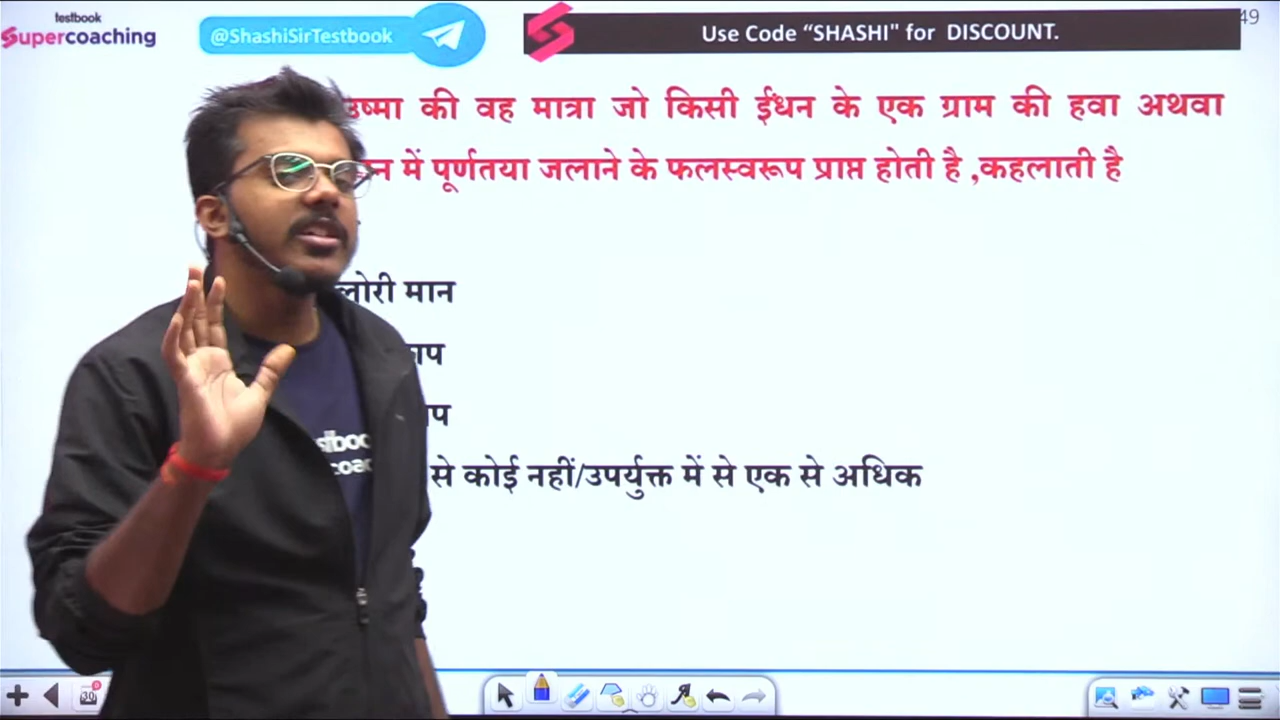 testbook
Supercoaching
@ShashiSirTestbook
Use Code “SHASHI" for DISCOUNT.
49
उष्मा की वह मात्रा जो किसी ईंधन के एक ग्राम की हवा अथवा
में पूर्णतया जलाने के फलस्वरूप प्राप्त होती है ,कहलाती है
मान
से कोई नहीं/उपर्युक्त में से एक से अधिक
30